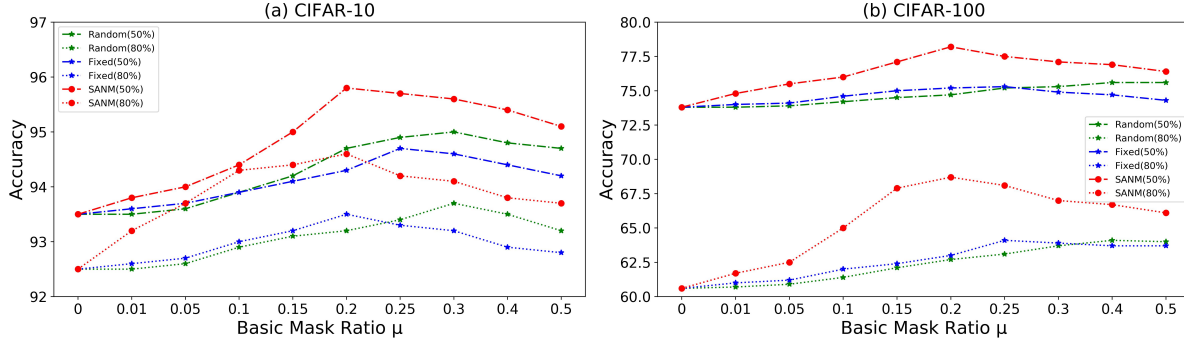 (a) CIFAR-10
97
96
95
94
93
92
Accuracy
Random(50%)
Random(80%)
Fixed(50%)
Fixed(80%)
SANM(50%)
SANM(80%)
0 0.01 0.05 0.1 0.15 0.2 0.25 0.3 0.4 0.5
Basic Mask Ratio μ
(b) CIFAR-100
80.0
77.5
75.0
72.5
70.0
67.5
65.0
62.5
60.0
Accuracy
Random(50%)
Random(80%)
Fixed(50%)
Fixed(80%)
SANM(50%)
SANM(80%)
0 0.01 0.05 0.1 0.15 0.2 0.25 0.3 0.4 0.5
Basic Mask Ratio μ